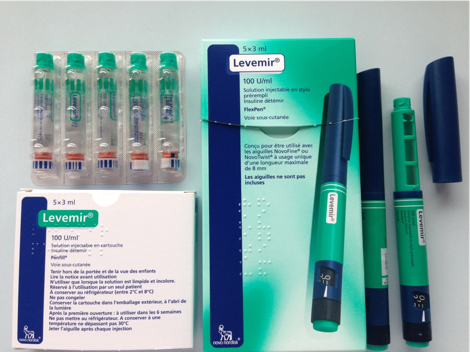 5×3 ml
Levemir®
100 U/ml
Solution injectable en stylo
prérempli
Insuline détémir
FlexPen®
Voie sous-cutanée
Conçu pour être utilisé avec
les aiguilles NovoFine® ou
NovoTwist® à usage unique
d'une longueur maximale
de 8 mm
Les aiguilles ne sont pas
incluses
Levemir®
5×3 ml
Levemir®
100 U/ml
Solution injectable en cartouche
Insuline détémir
Penfill®
Voie sous-cutanée
Tenir hors de la portée et de la vue des enfants
Lire la notice avant utilisation
N'utiliser que lorsque la solution est limpide et incolore.
Réservé à l'utilisation par un seul patient
A conserver au réfrigérateur (entre 2°C et 8°C)
Ne pas congeler
Conserver la cartouche dans l'emballage extérieur, à l'abri de
la lumière
Après la première ouverture : à utiliser dans les 6 semaines
Ne pas mettre au réfrigérateur. A conserver à une
température ne dépassant pas 30°C
Jeter l'aiguille après chaque injection
novo nordisk
novo nordisk
Levemir®